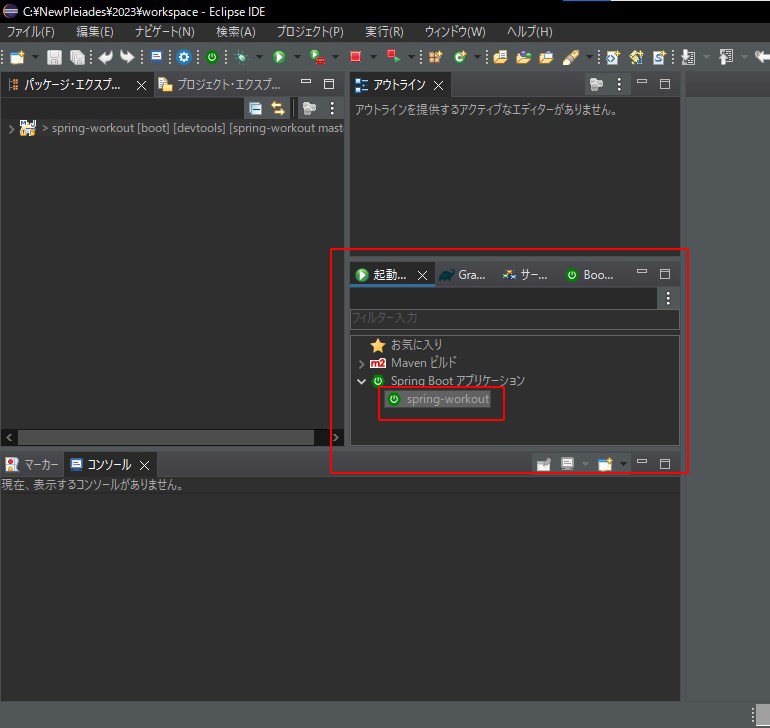 C:¥NewPleiades¥2023¥workspace - Eclipse IDE
ファイル(F) 編集(E) ナビゲート(N) 検索(A) プロジェクト(P) 実行(R) ウィンドウ(W) ヘルプ(H)
パッケージ・エクスプ... プロジェクト・エクスプ...
アウトライン
アウトラインを提供するアクティブなエディターがありません。
> spring-workout [boot] [devtools] [spring-workout mast
起動... Gra... サー... Boo...
フィルター入力
お気に入り
m2 Maven ビルド
Spring Boot アプリケーション
spring-workout
マーカー コンソール
現在、表示するコンソールがありません。